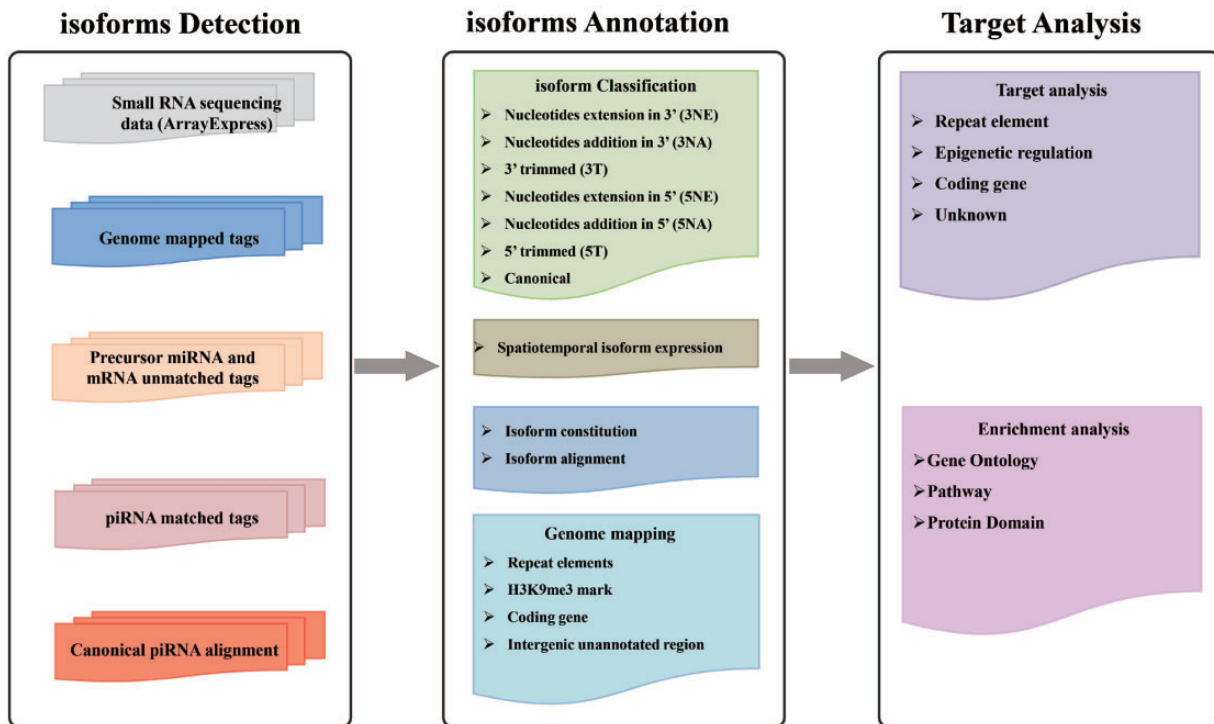 isoforms Detection
Small RNA sequencing
data (ArrayExpress)
Genome mapped tags
Precursor miRNA and
mRNA unmatched tags
piRNA matched tags
Canonical piRNA alignment
isoforms Annotation
isoform Classification
➢ Nucleotides extension in 3’ (3NE)
➢ Nucleotides addition in 3’ (3NA)
➢ 3’ trimmed (3T)
➢ Nucleotides extension in 5’ (5NE)
➢ Nucleotides addition in 5’ (5NA)
➢ 5’ trimmed (5T)
➢ Canonical
➢ Spatiotemporal isoform expression
➢ Isoform constitution
➢ Isoform alignment
Genome mapping
➢ Repeat elements
➢ H3K9me3 mark
➢ Coding gene
➢ Intergenic unannotated region
Target Analysis
Target analysis
➢ Repeat element
➢ Epigenetic regulation
➢ Coding gene
➢ Unknown
Enrichment analysis
➢Gene Ontology
➢Pathway
➢Protein Domain